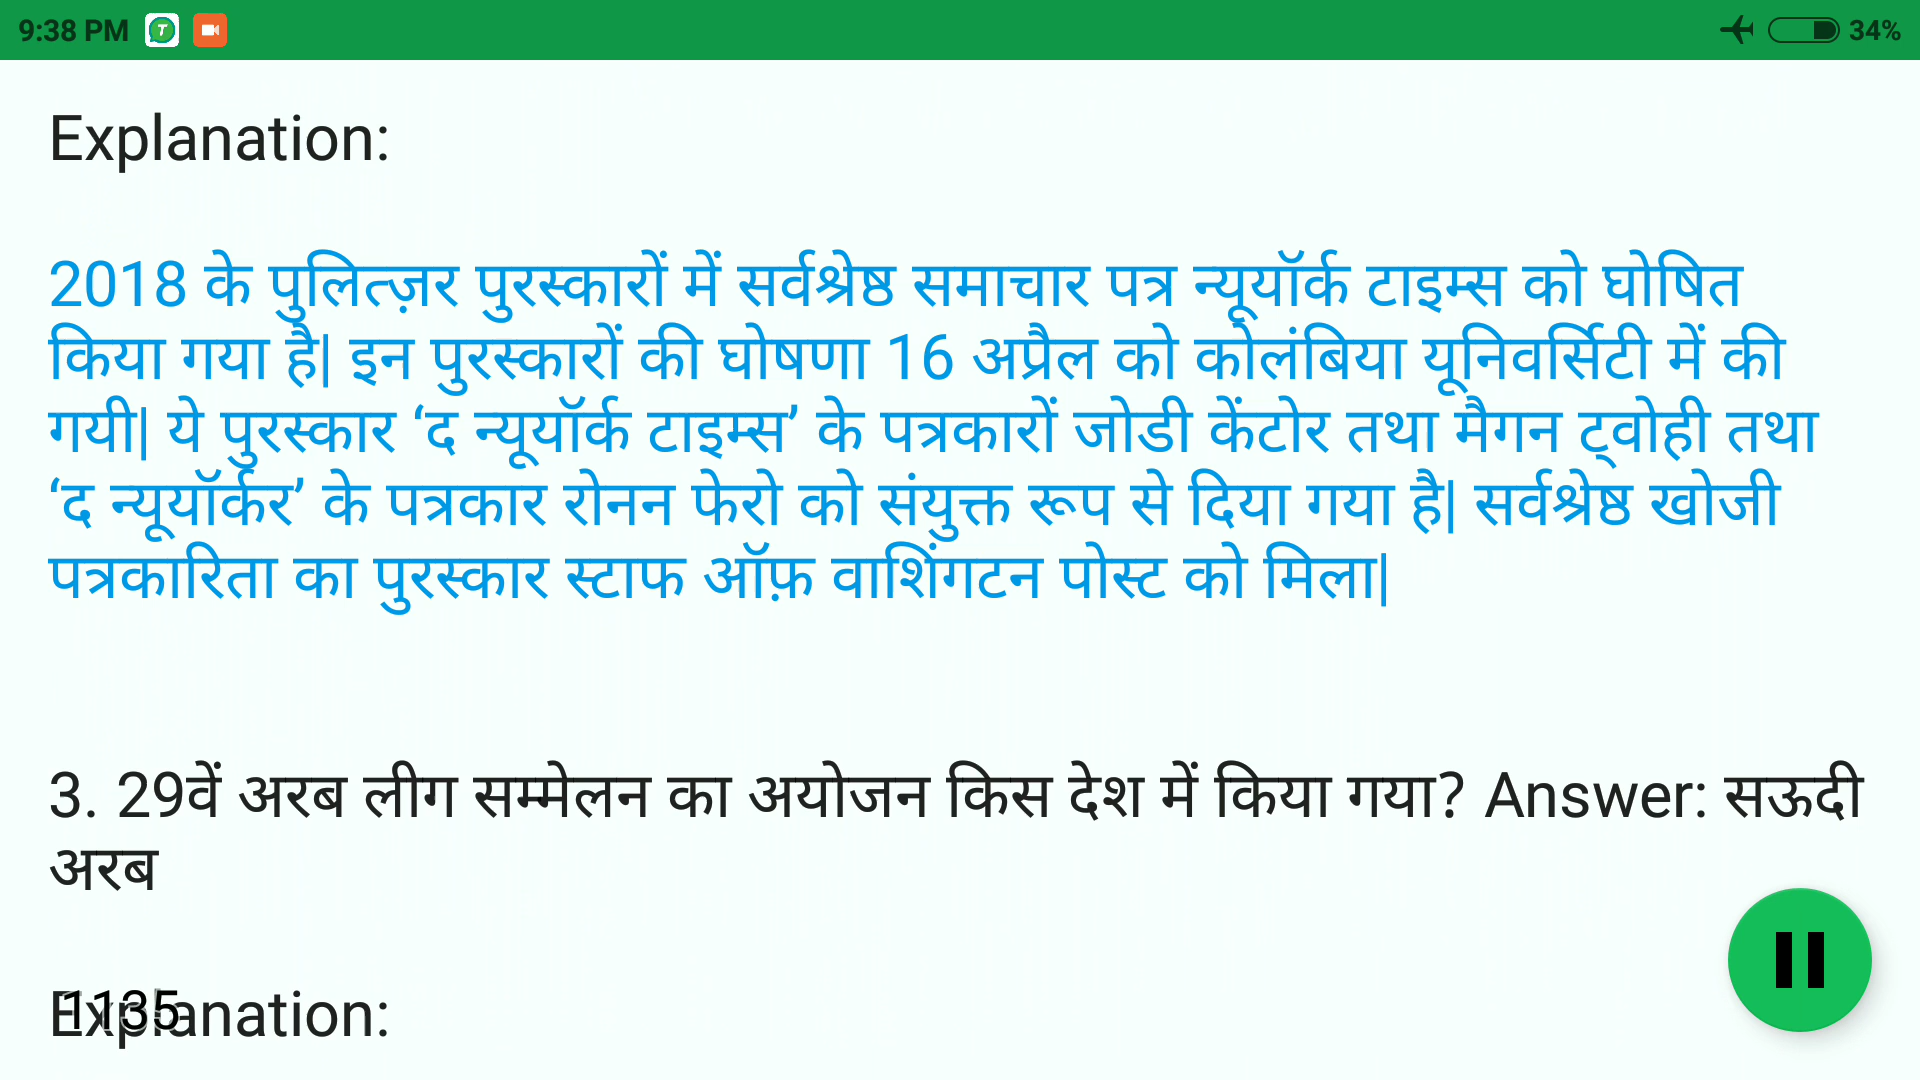 9:38 PM
34%
Explanation:
2018 के पुलित्ज़र पुरस्कारों में सर्वश्रेष्ठ समाचार पत्र न्यूयॉर्क टाइम्स को घोषित
किया गया है| इन पुरस्कारों की घोषणा 16 अप्रैल को कोलंबिया यूनिवर्सिटी में की
गयी| ये पुरस्कार ‘द न्यूयॉर्क टाइम्स’ के पत्रकारों जोडी केंटोर तथा मैगन ट्वोही तथा
‘द न्यूयॉर्कर’ के पत्रकार रोनन फेरो को संयुक्त रूप से दिया गया है| सर्वश्रेष्ठ खोजी
पत्रकारिता का पुरस्कार स्टाफ ऑफ़ वाशिंगटन पोस्ट को मिला|
3. 29वें अरब लीग सम्मेलन का अयोजन किस देश में किया गया? Answer: सऊदी
अरब
Explanation:
1135